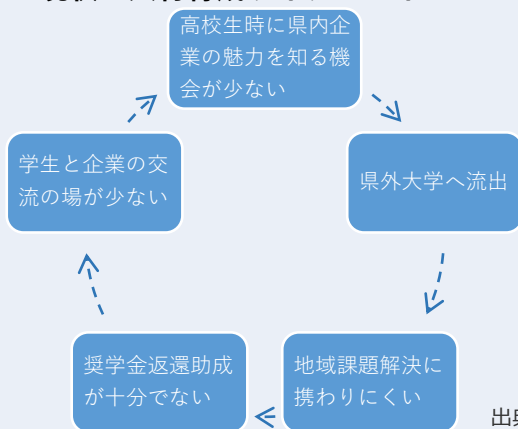 高校生時に県内企
業の魅力を知る機
会が少ない
県外大学へ流出
地域課題解決に
携わりにくい
奨学金返還助成
が十分でない
学生と企業の交
流の場が少ない
出典